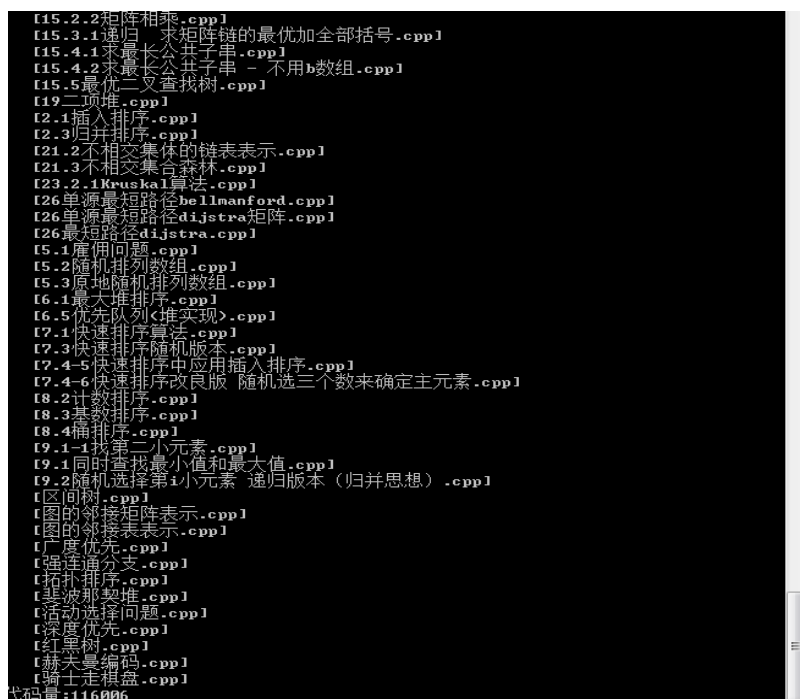 [15.2.2矩阵相乘.cpp]
[15.3.1递归 求矩阵链的最优加全部括号.cpp]
[15.4.1求最长公共子串.cpp]
[15.4.2求最长公共子串 - 不用b数组.cpp]
[15.5最优二叉查找树.cpp]
[19二项堆.cpp]
[2.1插入排序.cpp]
[2.3归并排序.cpp]
[21.2不相交集体的链表表示.cpp]
[21.3不相交集合森林.cpp]
[23.2.1Kruskal算法.cpp]
[26单源最短路径bellmanford.cpp]
[26单源最短路径dijstra矩阵.cpp]
[26最短路径dijstra.cpp]
[5.1雇佣问题.cpp]
[5.2随机排列数组.cpp]
[5.3原地随机排列数组.cpp]
[6.1最大堆排序.cpp]
[6.5优先队列<堆实现>.cpp]
[7.1快速排序算法.cpp]
[7.3快速排序随机版本.cpp]
[7.4-5快速排序中应用插入排序.cpp]
[7.4-6快速排序改良版 随机选三个数来确定主元素.cpp]
[8.2计数排序.cpp]
[8.3基数排序.cpp]
[8.4桶排序.cpp]
[9.1-1找第二小元素.cpp]
[9.1同时查找最小值和最大值.cpp]
[9.2随机选择第i小元素 递归版本（归并思想）.cpp]
[区间树.cpp]
[图的邻接矩阵表示.cpp]
[图的邻接表表示.cpp]
[广度优先.cpp]
[强连通分支.cpp]
[拓扑排序.cpp]
[斐波那契堆.cpp]
[活动选择问题.cpp]
[深度优先.cpp]
[红黑树.cpp]
[赫夫曼编码.cpp]
[骑士走棋盘.cpp]
代码量:116006